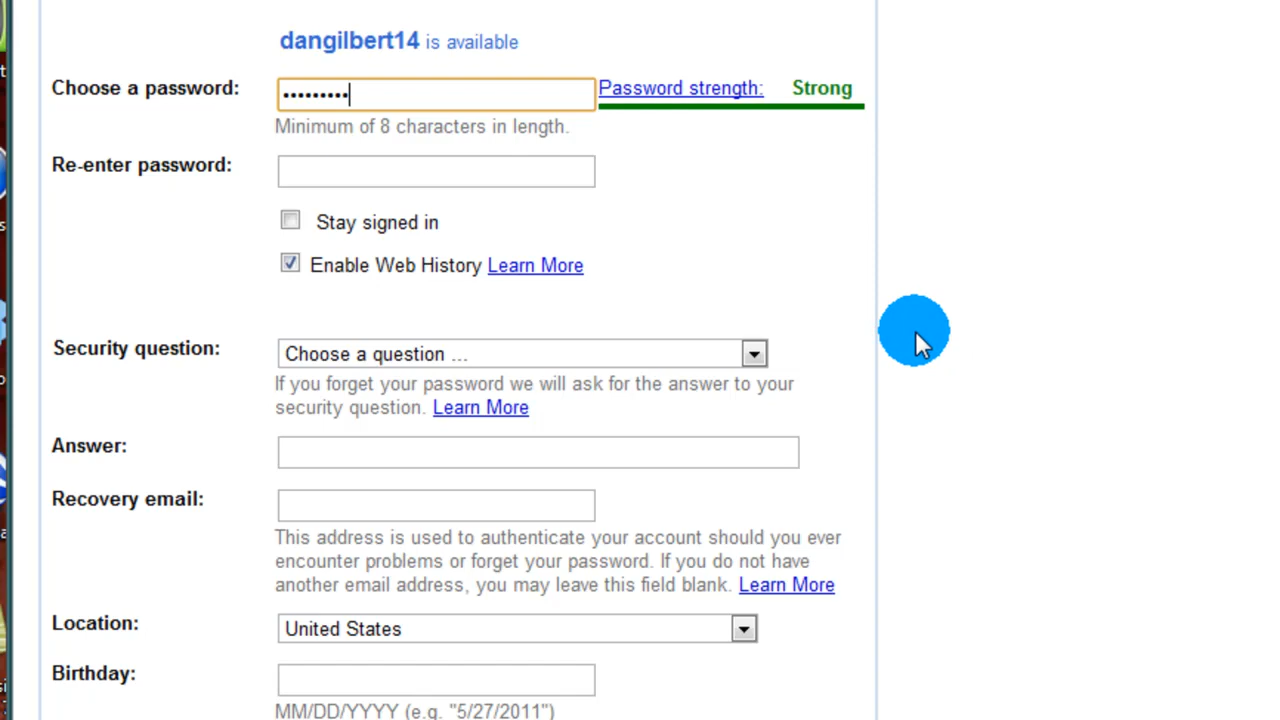 dangilbert14 is available
Choose a password: ••••••••• Password strength: Strong
Minimum of 8 characters in length.
Re-enter password:
Stay signed in
Enable Web History Learn More
Security question: Choose a question ...
If you forget your password we will ask for the answer to your
security question. Learn More
Answer:
Recovery email:
This address is used to authenticate your account should you ever
encounter problems or forget your password. If you do not have
another email address, you may leave this field blank. Learn More
Location: United States
Birthday:
MM/DD/YYYY (e.g. "5/27/2011")